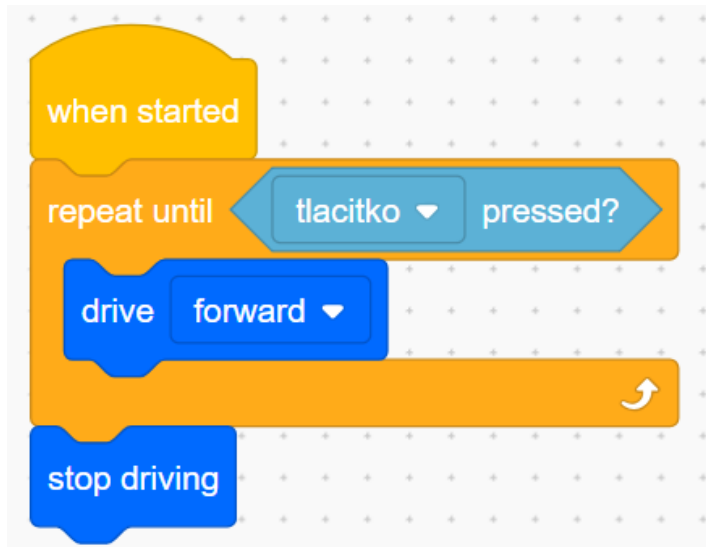 when started
repeat until tlacitko pressed?
drive forward
stop driving